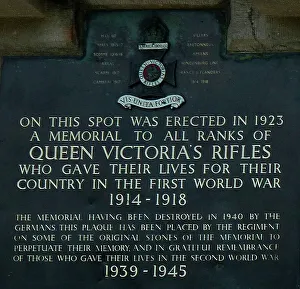 VIS UNITA FORTIOR
ON THIS SPOT WAS ERECTED IN 1923
A MEMORIAL TO ALL RANKS OF
QUEEN VICTORIA'S RIFLES
WHO GAVE THEIR LIVES FOR THEIR
COUNTRY IN THE FIRST WORLD WAR
1914-1918
THE MEMORIAL HAVING BEEN DESTROYED IN 1940 BY THE
GERMANS THIS PLAQUE HAS BEEN PLACED BY THE REGIMENT
ON SOME OF THE ORIGINAL STONES OF THE MEMORIAL TO
PERPETUATE THEIR MEMORY, AND IN GRATEFUL REMEMBRANCE
OF THOSE WHO GAVE THEIR LIVES IN THE SECOND WORLD WAR
1939-1945